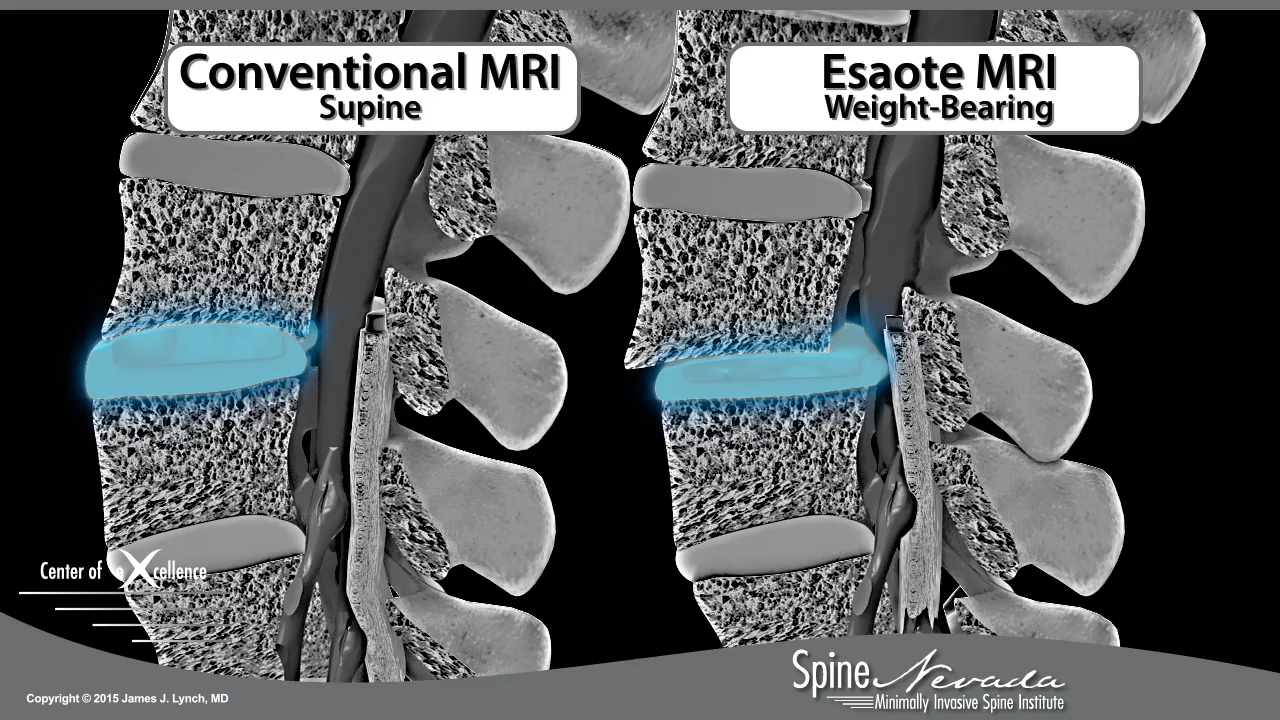 Conventional MRI
Supine
Esaote MRI
Weight-Bearing
Center of eXcellence
Spine Nevada
Minimally Invasive Spine Institute
Copyright © 2015 James J. Lynch, MD